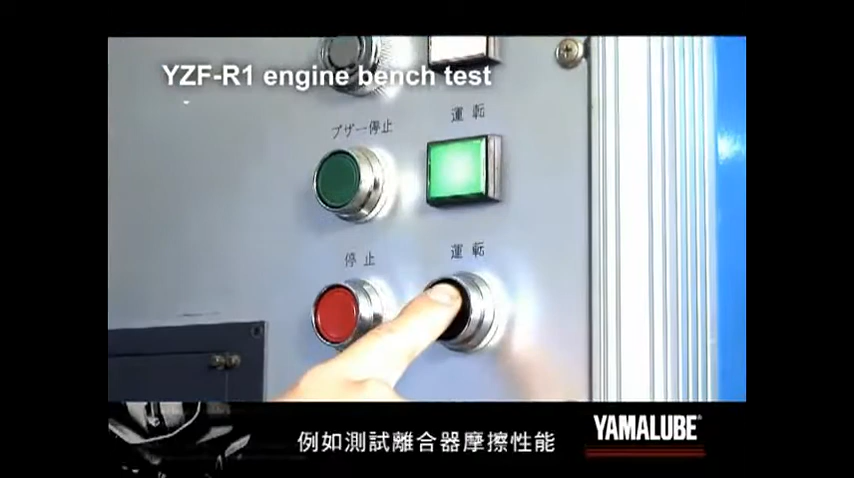 YZF-R1 engine bench test
運転
ブザー停止
停止
運転
例如測試離合器摩擦性能
YAMALUBE